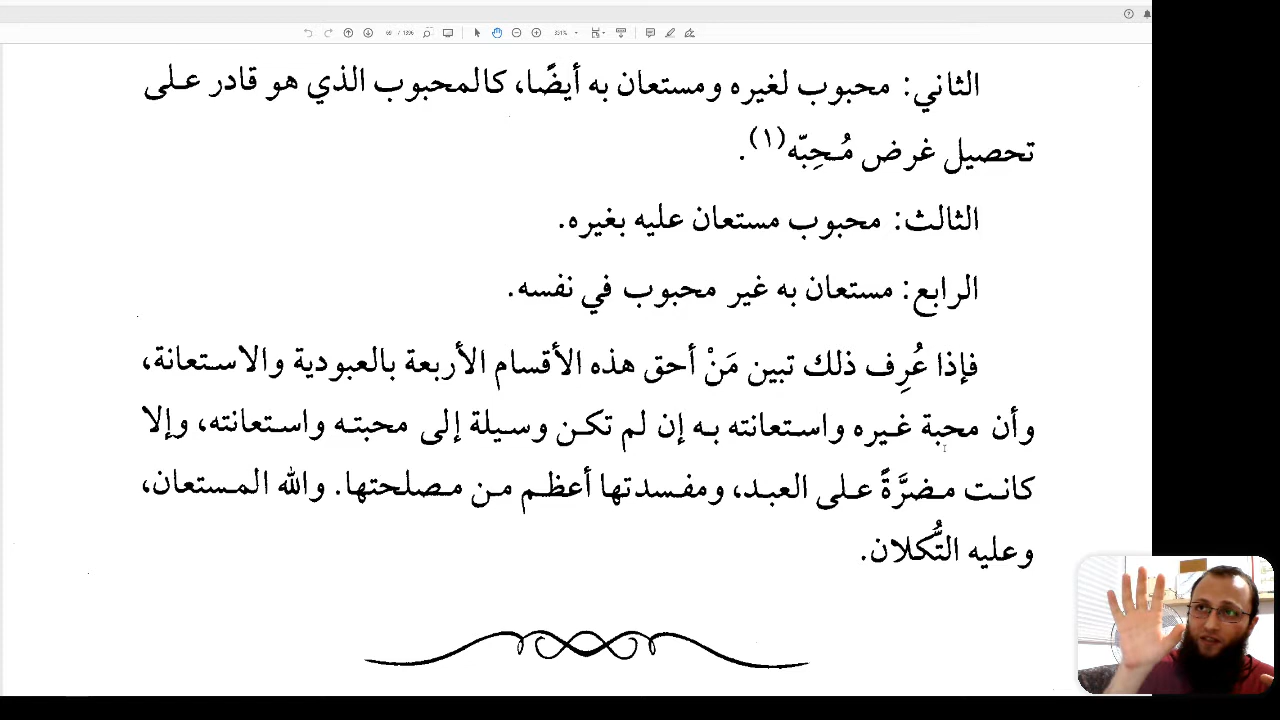 60 / 1396
351%
الثاني: محبوب لغيره ومستعان به أيضًا، كالمحبوب الذي هو قادر على
تحصيل غرض مُحِبّه(١).
الثالث: محبوب مستعان عليه بغيره.
الرابع: مستعان به غير محبوب في نفسه.
فإذا عُرِف ذلك تبين مَنْ أحق هذه الأقسام الأربعة بالعبودية والاستعانة،
وأن محبة غيره واستعانته به إن لم تكن وسيلة إلى محبته واستعانته، وإلا
كانت مضرَّةً على العبد، ومفسدتها أعظم من مصلحتها. والله المستعان،
وعليه التُّكلان.